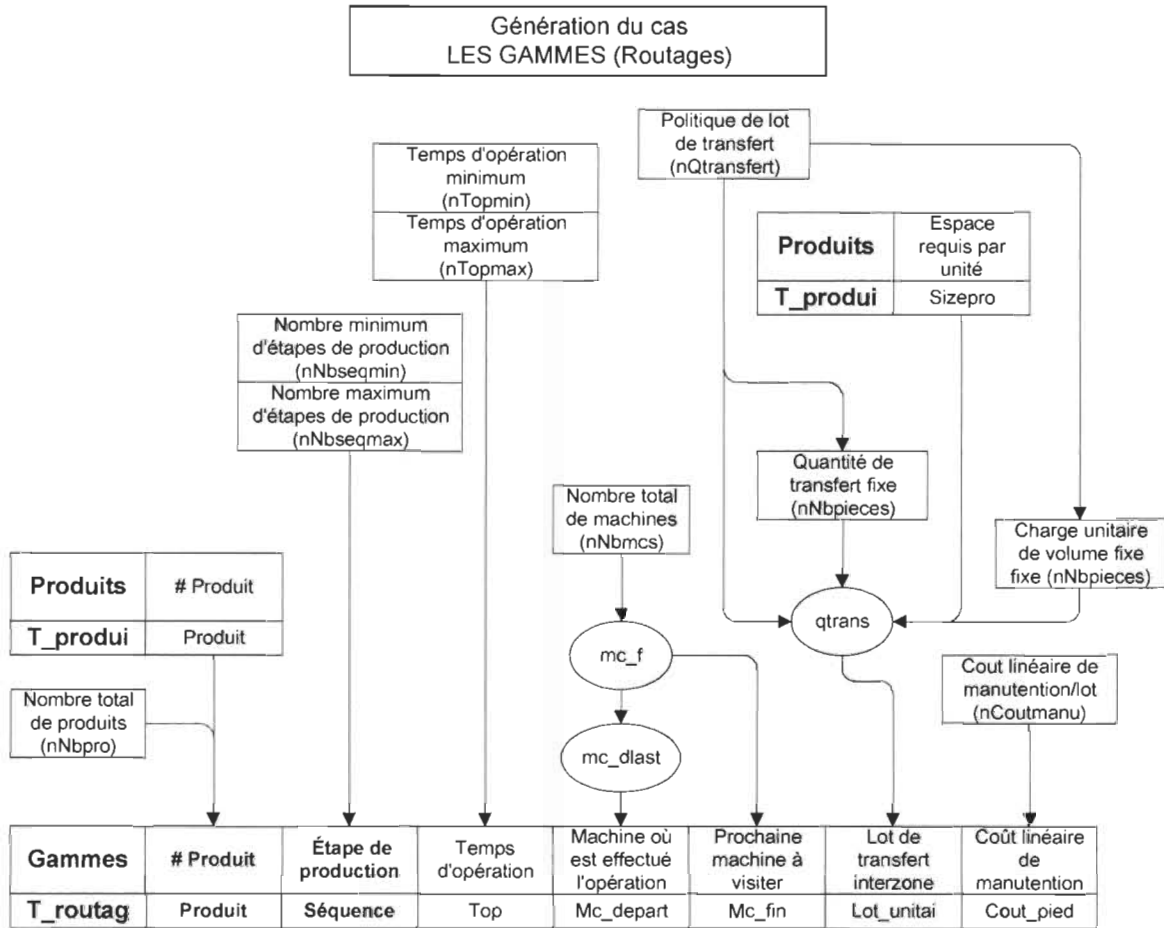 Génération du cas
LES GAMMES (Routages)
Politique de lot
de transfert
(nQtransfert)
Temps d'opération
minimum
(nTopmin)
Temps d'opération
maximum
(nTopmax)
Produits
Espace
requis par
unité
T_produi
Sizepro
Nombre minimum
d'étapes de production
(nNbseqmin)
Nombre maximum
d'étapes de production
(nNbseqmax)
Quantité de
transfert fixe
(nNbpieces)
Nombre total
de machines
(nNbmcs)
Charge unitaire
de volume fixe
fixe (nNbpieces)
Produits
# Produit
T_produi
Produit
qtrans
mc_f
Cout linéaire de
manutention/lot
(nCoutmanu)
Nombre total
de produits
(nNbpro)
mc_dlast
Gammes
# Produit
Étape de
production
Temps
d'opération
Machine où
est effectué
l'opération
Prochaine
machine à
visiter
Lot de
transfert
interzone
Coût linéaire
de
manutention
T_routag
Produit
Séquence
Top
Mc_depart
Mc_fin
Lot_unitai
Cout_pied